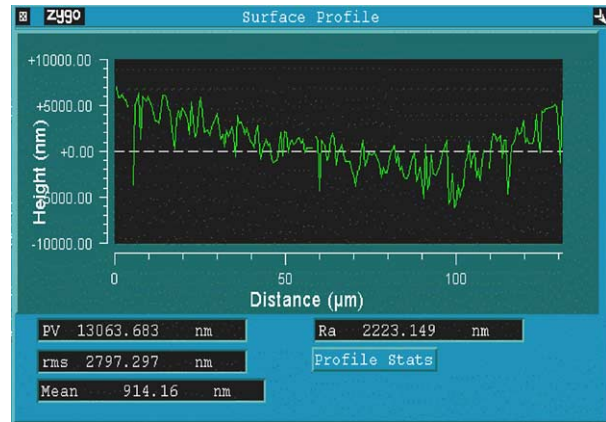 zygo Surface Profile
+10000.00
+5000.00
+0.00
-5000.00
-10000.00
Height (nm)
0 50 100
Distance (µm)
PV 13063.683 nm
Ra 2223.149 nm
rms 2797.297 nm
Profile Stats
Mean 914.16 nm